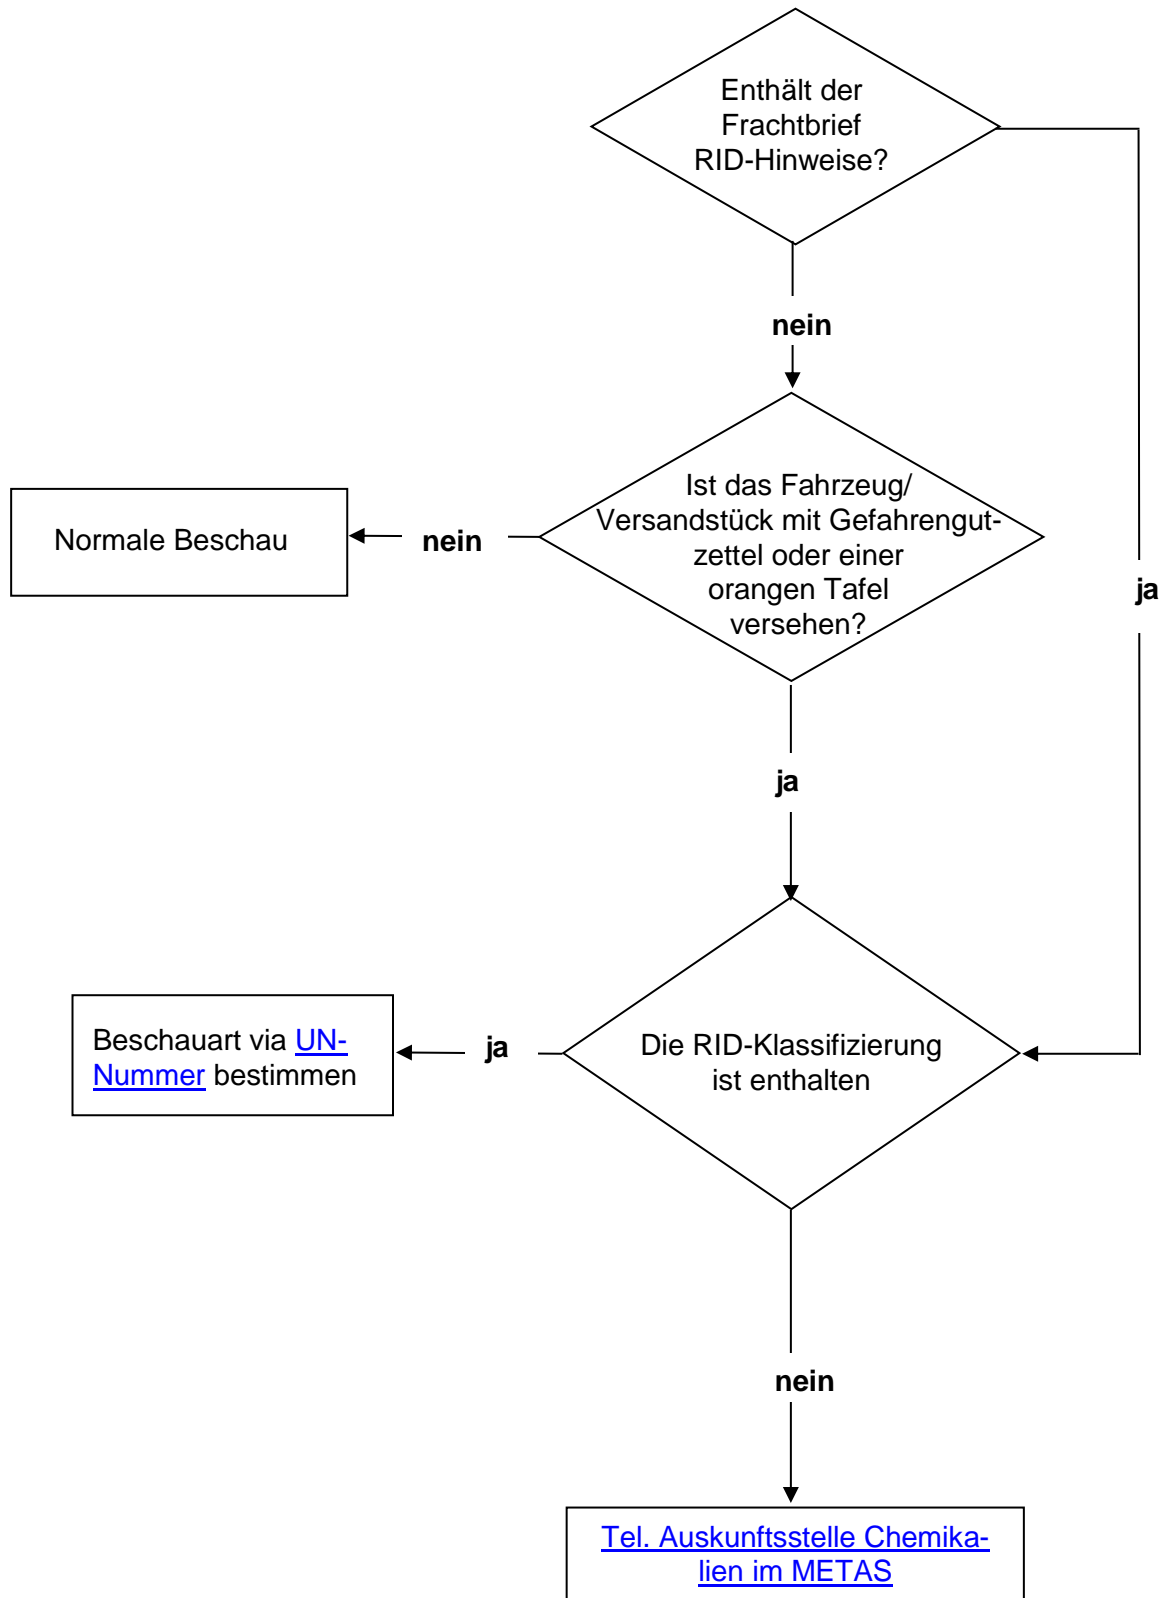 Enthält der
Frachtbrief
RID-Hinweise?
nein
Ist das Fahrzeug/
Versandstück mit Gefahrengut-
zettel oder einer
orangen Tafel
versehen?
nein
Normale Beschau
ja
ja
Die RID-Klassifizierung
ist enthalten
ja
Beschauart via UN-
Nummer bestimmen
nein
Tel. Auskunftsstelle Chemika-
lien im METAS